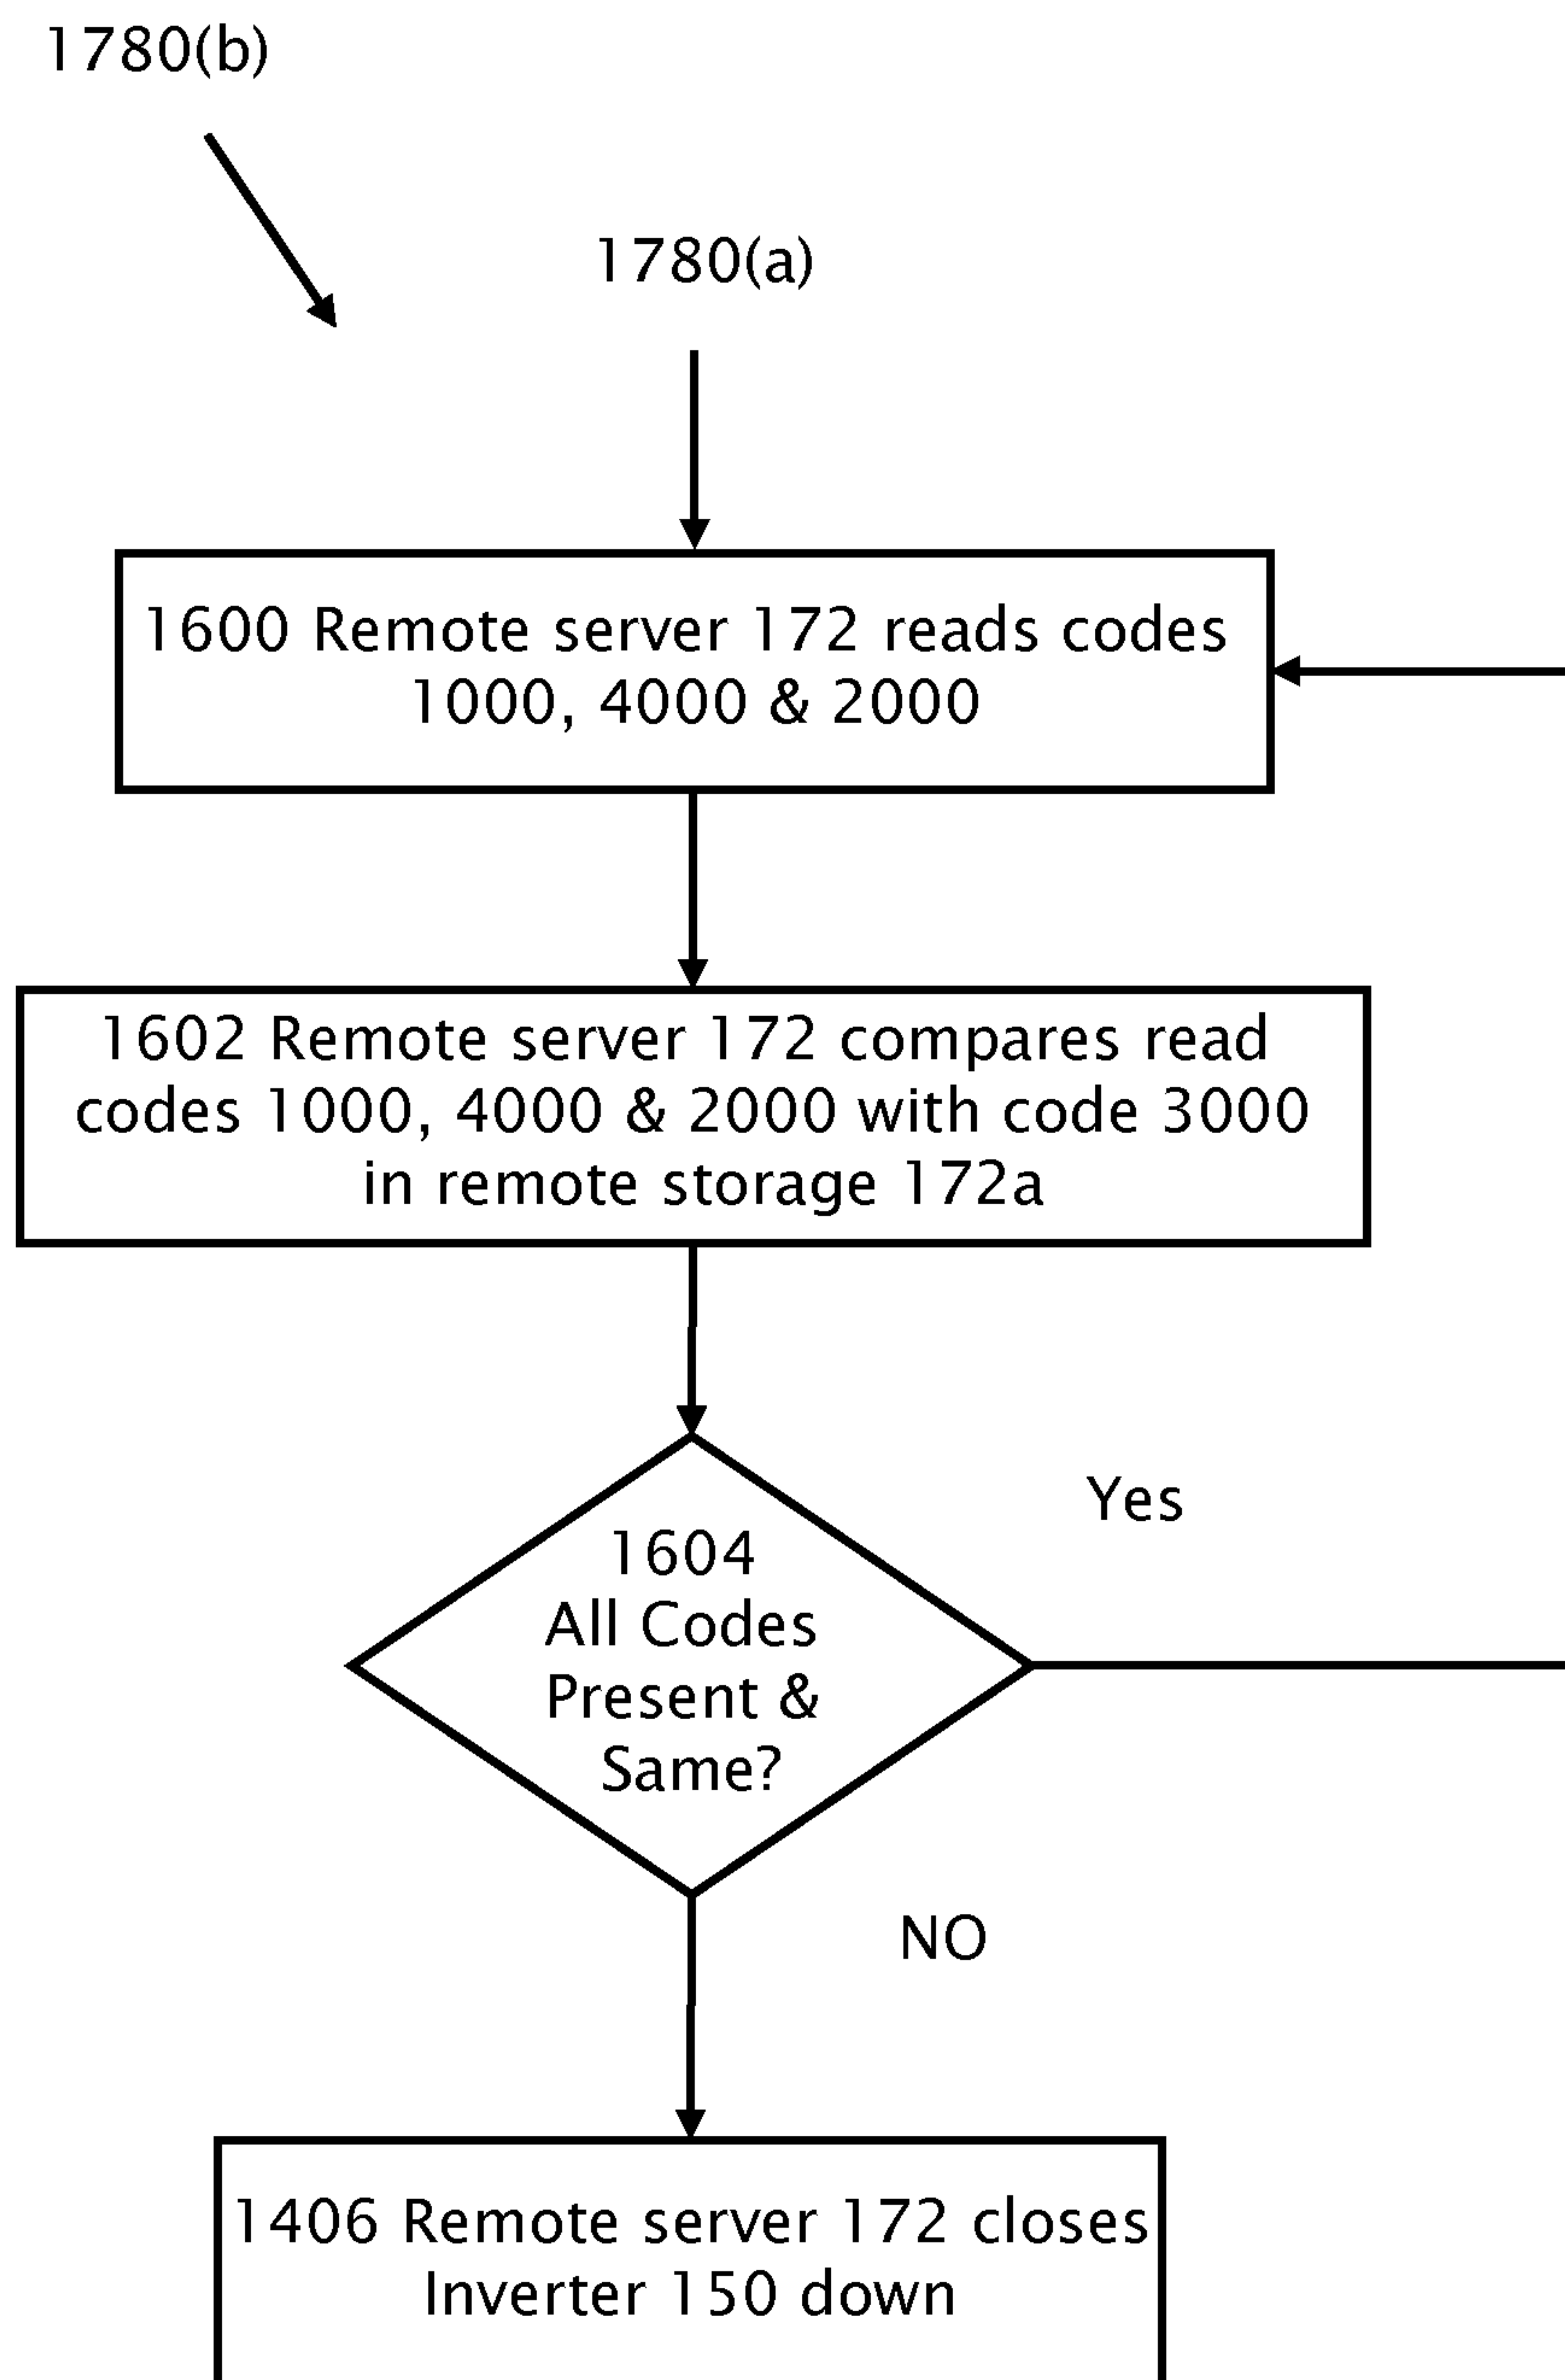 1780(b)
1780(a)
1600 Remote server 172 reads codes
1000, 4000 & 2000
1602 Remote server 172 compares read
codes 1000, 4000 & 2000 with code 3000
in remote storage 172a
Yes
1604
All Codes
Present &
Same?
NO
1406 Remote server 172 closes
Inverter 150 down